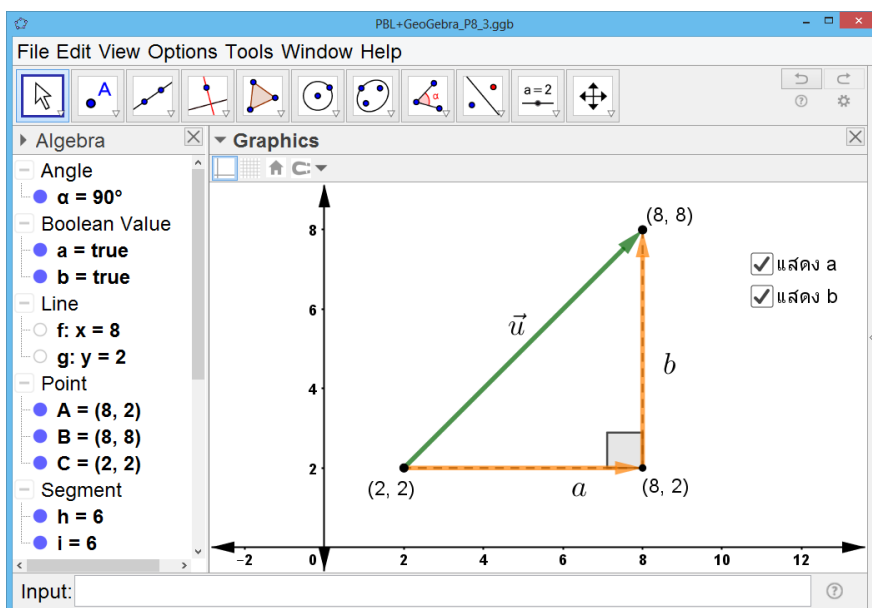 PBL+GeoGebra_P8_3.ggb
File Edit View Options Tools Window Help
A
α
a = 2
Algebra
Graphics
Angle
α = 90°
Boolean Value
a = true
b = true
Line
f: x = 8
g: y = 2
Point
A = (8, 2)
B = (8, 8)
C = (2, 2)
Segment
h = 6
i = 6
8
6
4
2
(8, 8)
แสดง a
แสดง b
u⃗
b
(2, 2)
a
(8, 2)
−2 0 2 4 6 8 10 12
Input: